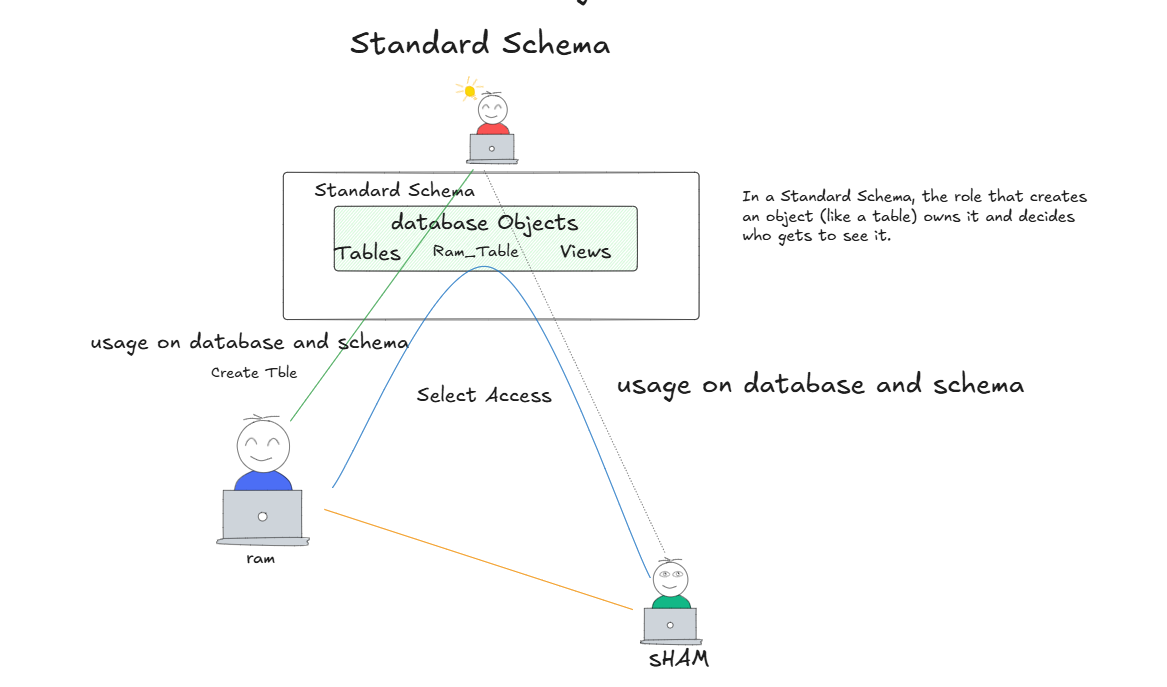 Standard Schema
Standard Schema
database Objects
Tables
Ram_Table
Views
In a Standard Schema, the role that creates
an object (like a table) owns it and decides
who gets to see it.
usage on database and schema
Create Tble
Select Access
usage on database and schema
ram
sHAM